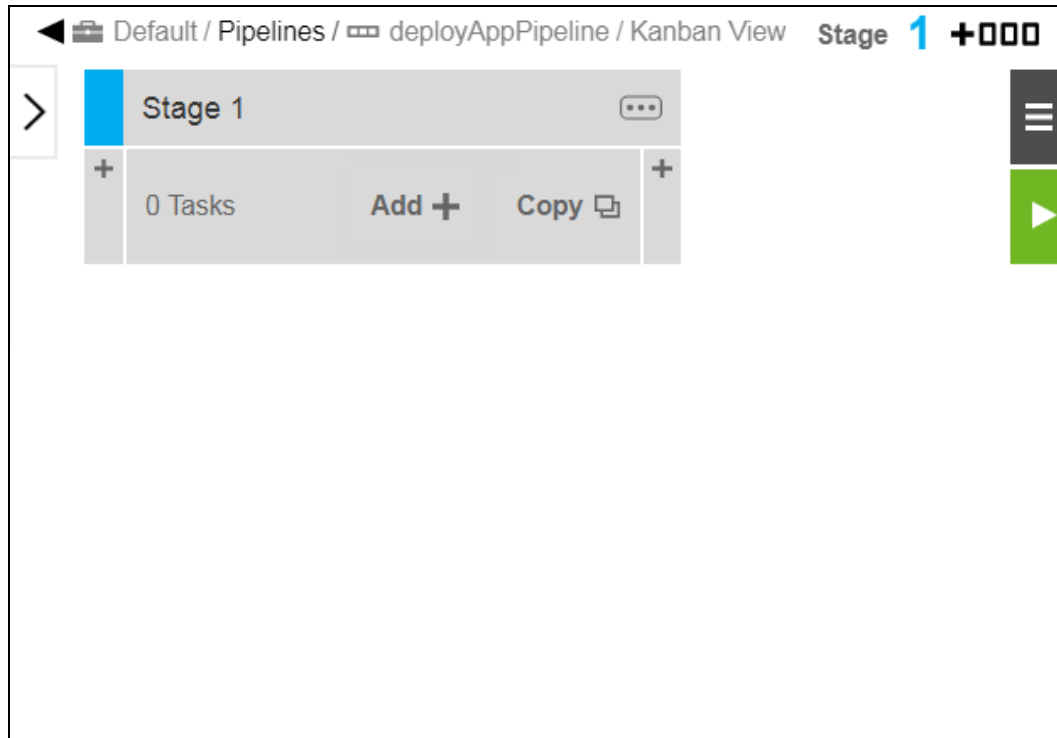 Default / Pipelines / deployAppPipeline / Kanban View Stage 1
Stage 1
0 Tasks Add Copy